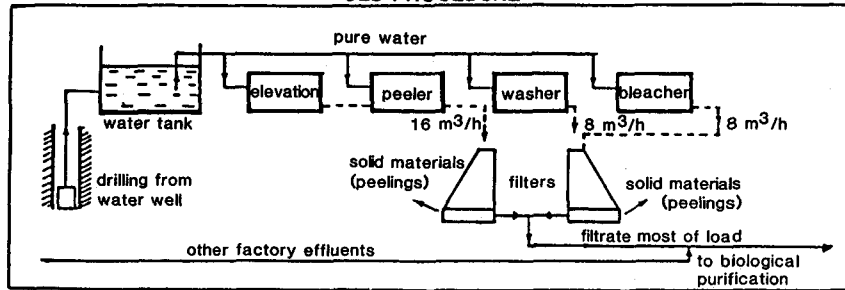 pure water
elevation
peeler
washer
bleacher
water tank
16 m³/h
8 m³/h
8 m³/h
solid materials
(peelings)
filters
solid materials
(peelings)
drilling from
water well
filtrate most of load
other factory effluents
to biological
purification